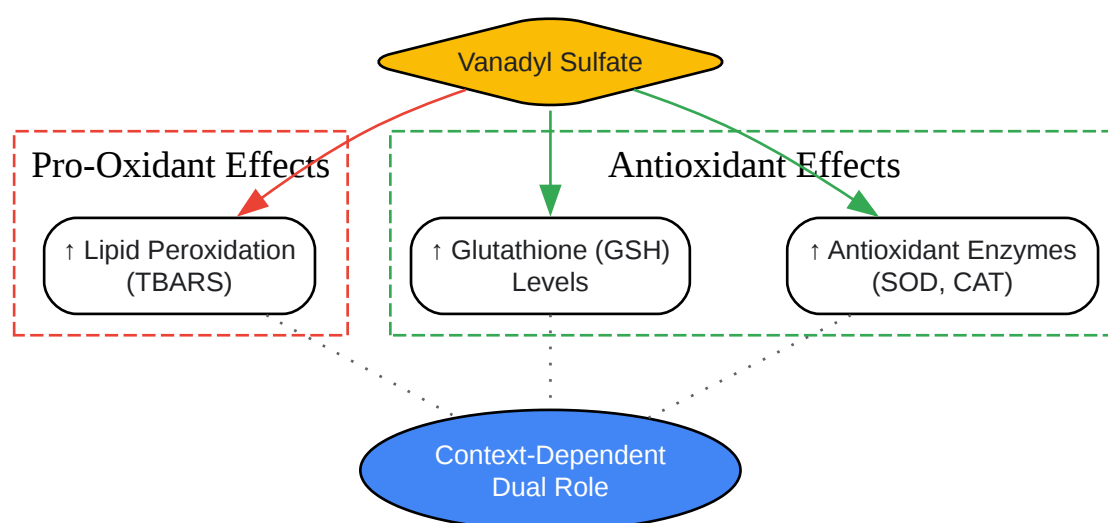 Vanadyl Sulfate
Pro-Oxidant Effects
Antioxidant Effects
↑ Lipid Peroxidation
(TBARS)
↑ Glutathione (GSH)
Levels
↑ Antioxidant Enzymes
(SOD, CAT)
Context-Dependent
Dual Role